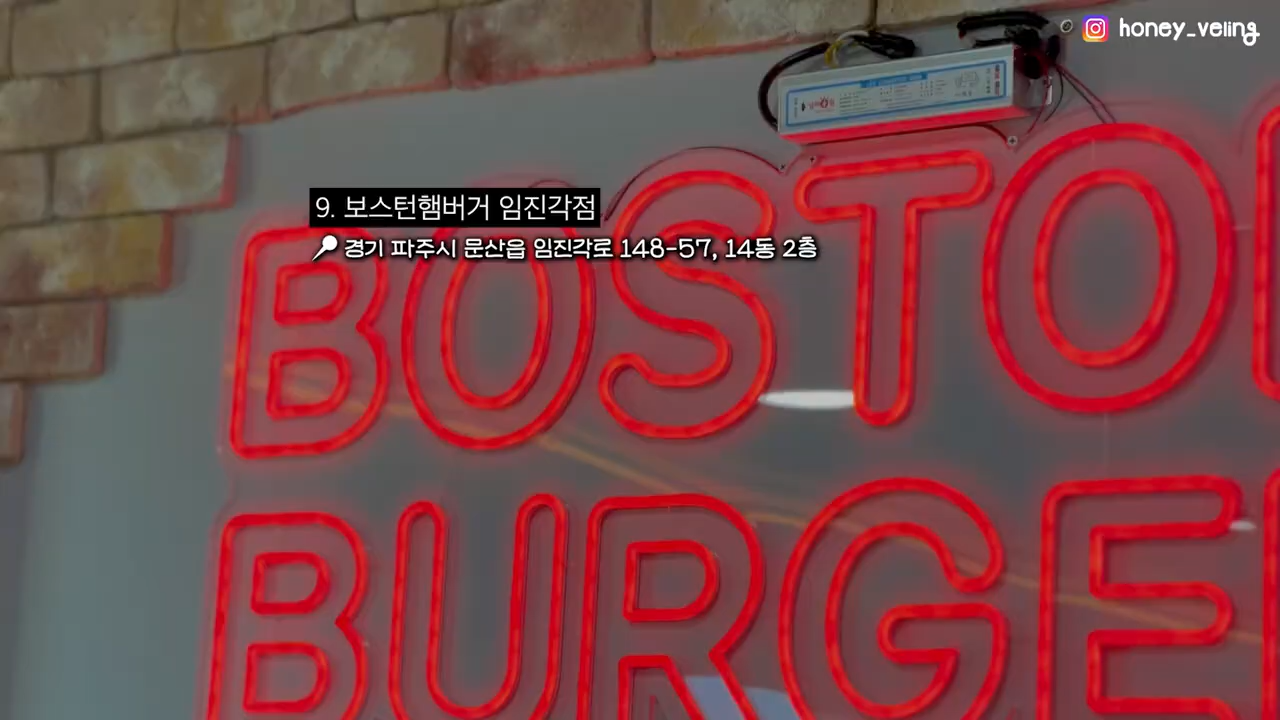 honey_veling
9. 보스턴햄버거 임진각점
경기 파주시 문산읍 임진각로 148-57, 14동 2층
BOSTO
BURGE